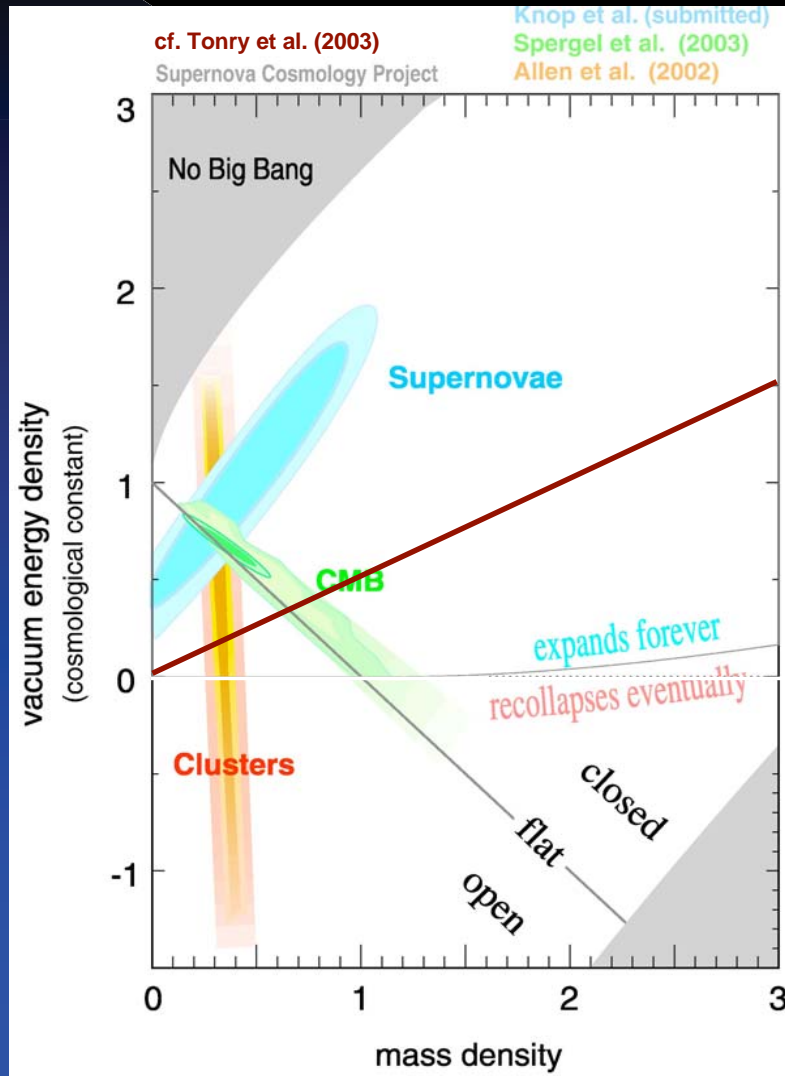 Knop et al. (submitted)
cf. Tonry et al. (2003)
Spergel et al. (2003)
Supernova Cosmology Project
Allen et al. (2002)
3
No Big Bang
2
Supernovae
1
CMB
expands forever
0
recollapses eventually
Clusters
closed
flat
-1
open
vacuum energy density
(cosmological constant)
0 1 2 3
mass density